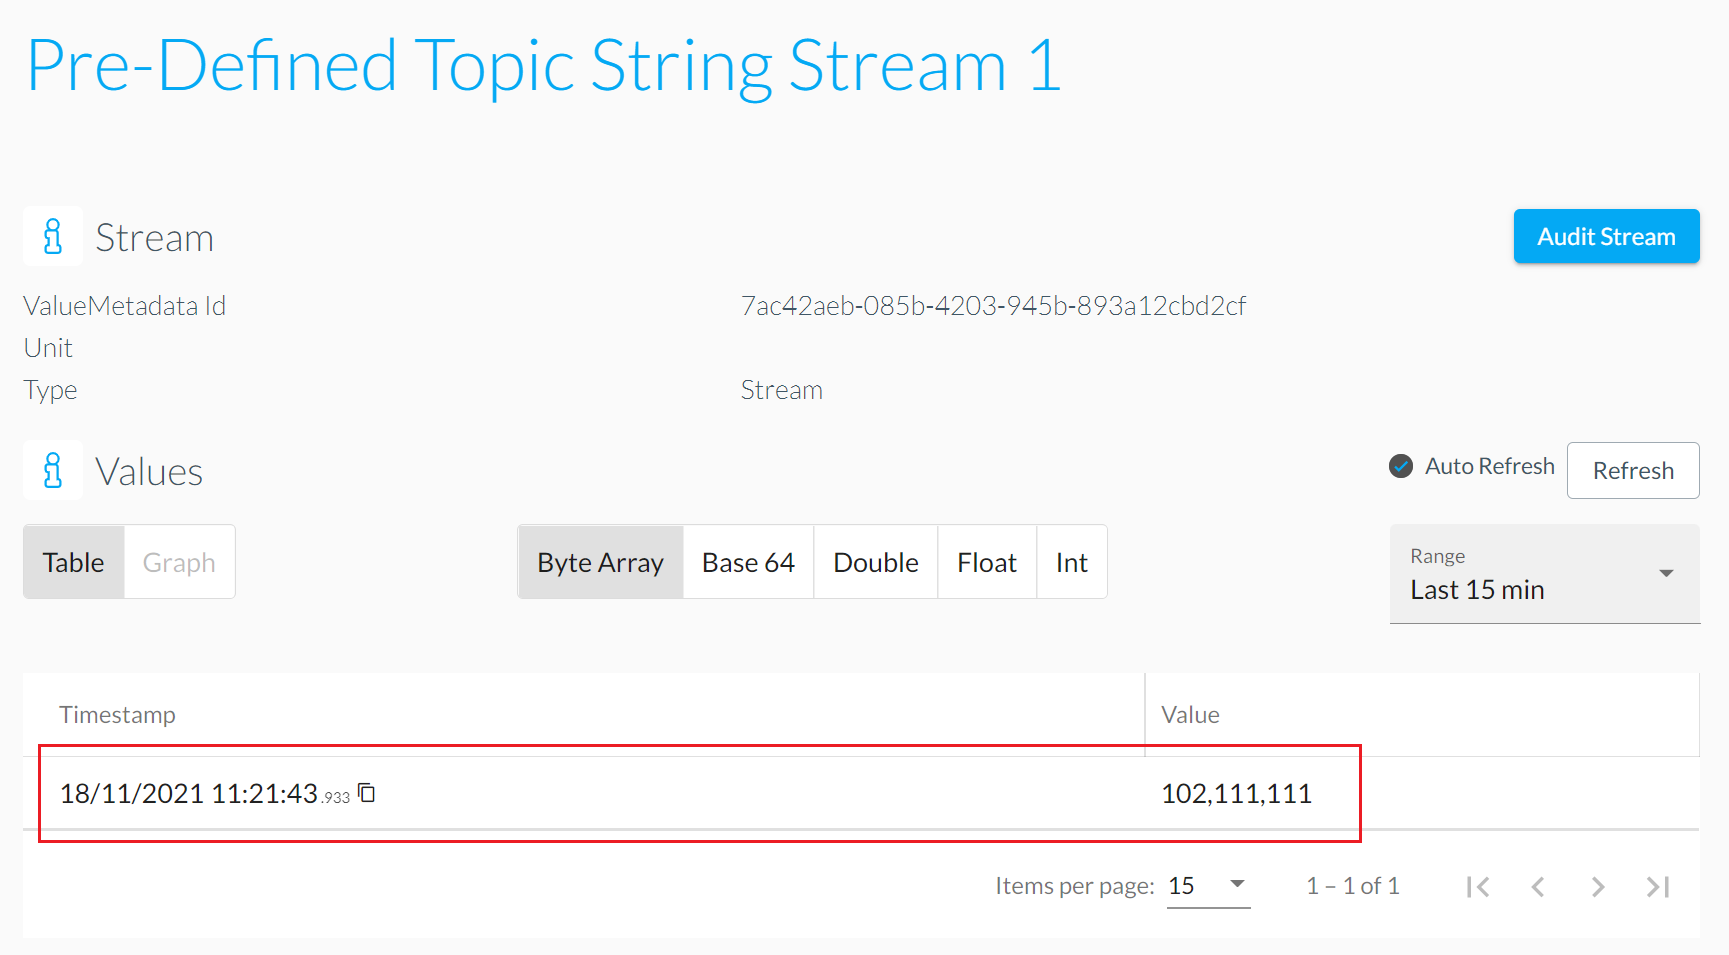 Pre-Defined Topic String Stream 1
Stream
Audit Stream
ValueMetadata Id 7ac42aeb-085b-4203-945b-893a12cbd2cf
Unit
Type Stream
Values
Auto Refresh Refresh
Table Graph Byte Array Base 64 Double Float Int
Range
Last 15 min
Timestamp Value
18/11/2021 11:21:43.933 102,111,111
Items per page: 15 1 – 1 of 1